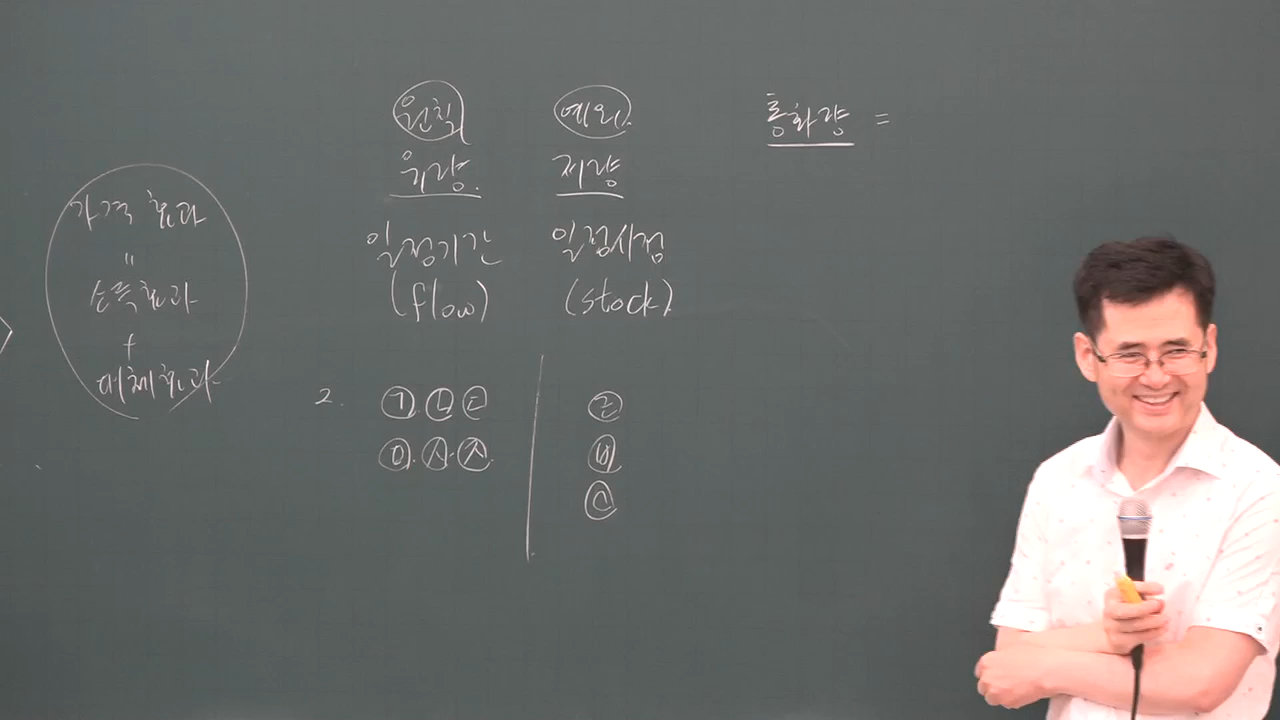 가격효과
"
소득효과
+
대체효과
원칙 예외.
유량. 저량
일정기간 일정시점
(flow) (stock)
2. ㉠ ㉡ ㉢ ㉣
㉤. ㉦. ㉨. ㉥
㉧
통화량 =